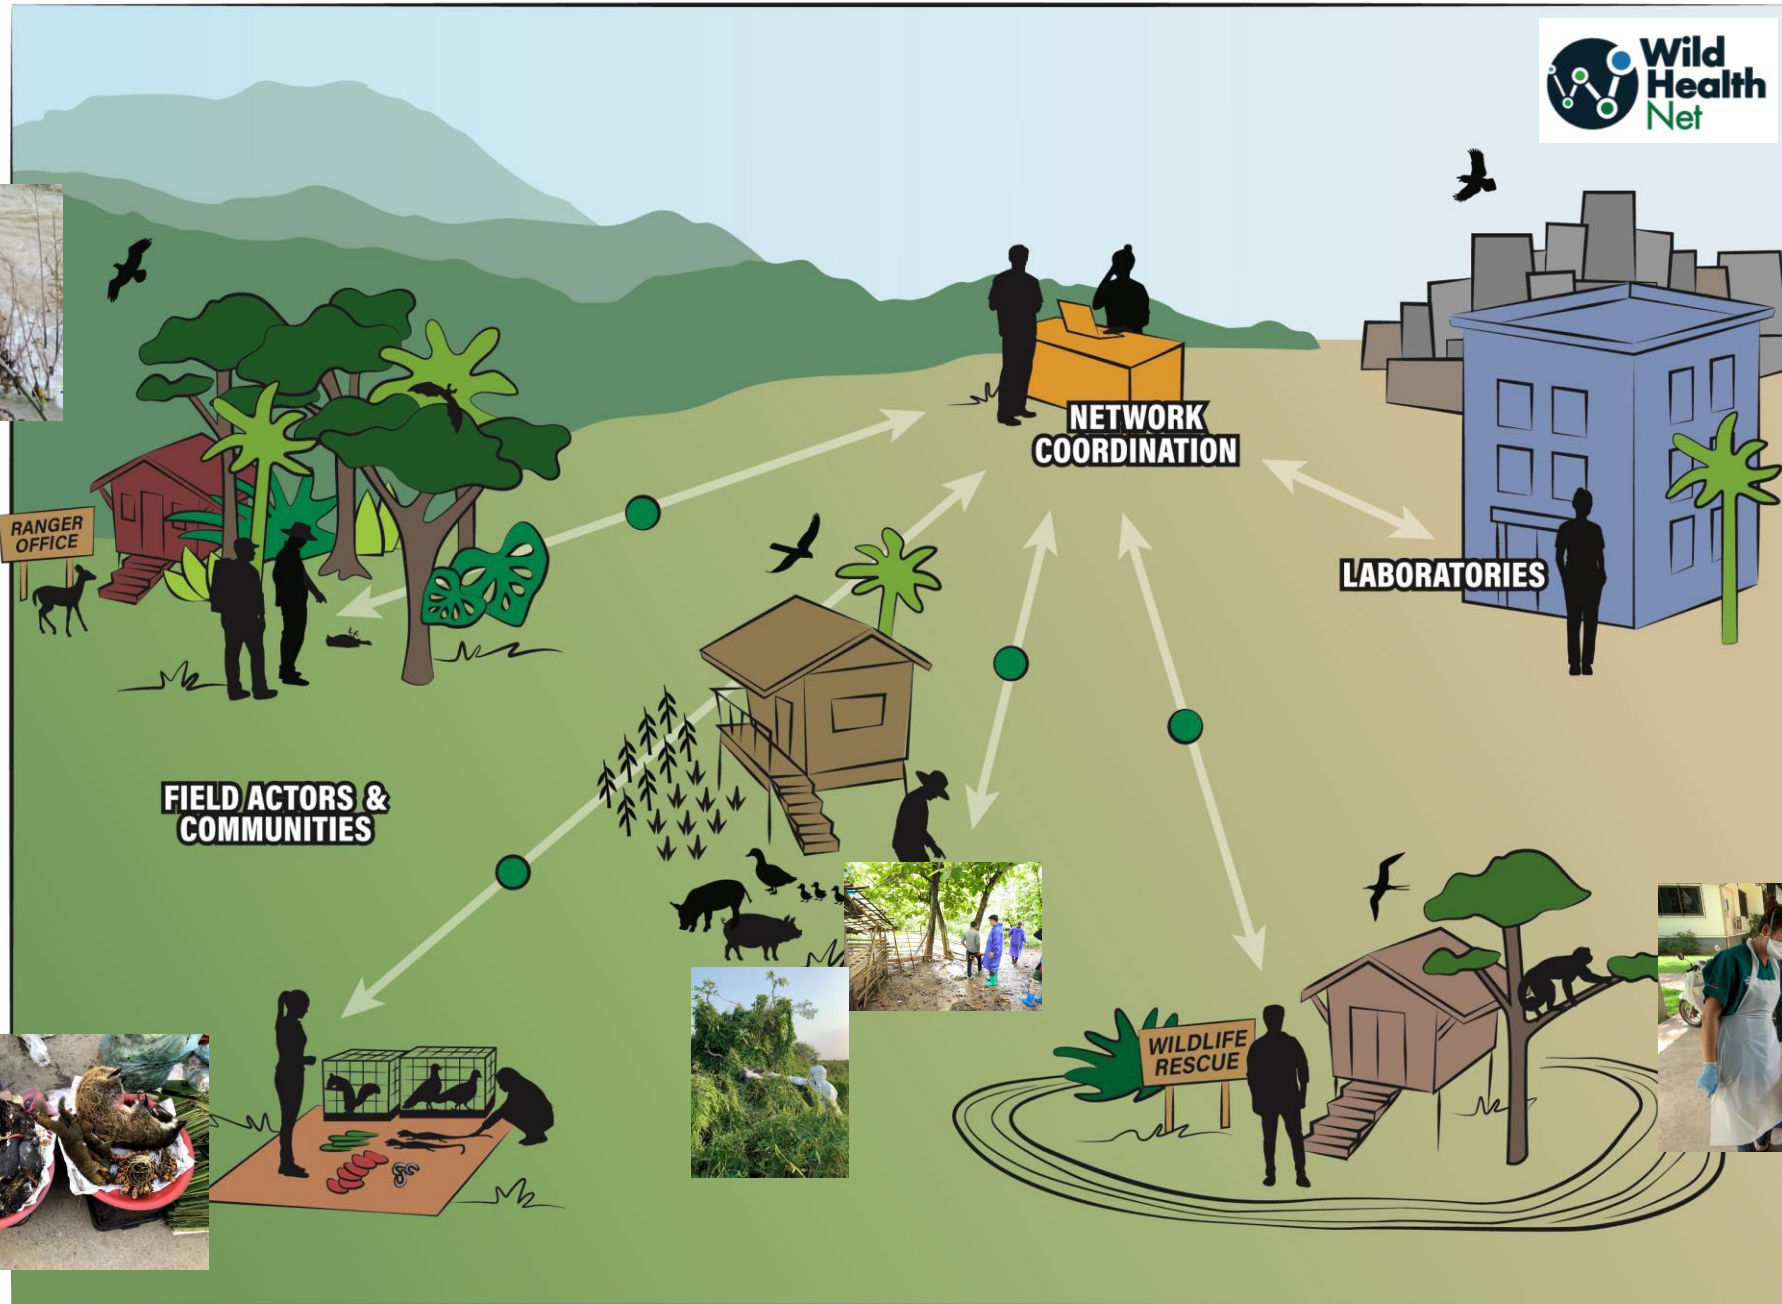 Wild
Health
Net
NETWORK
COORDINATION
RANGER
OFFICE
LABORATORIES
FIELD ACTORS &
COMMUNITIES
WILDLIFE
RESCUE